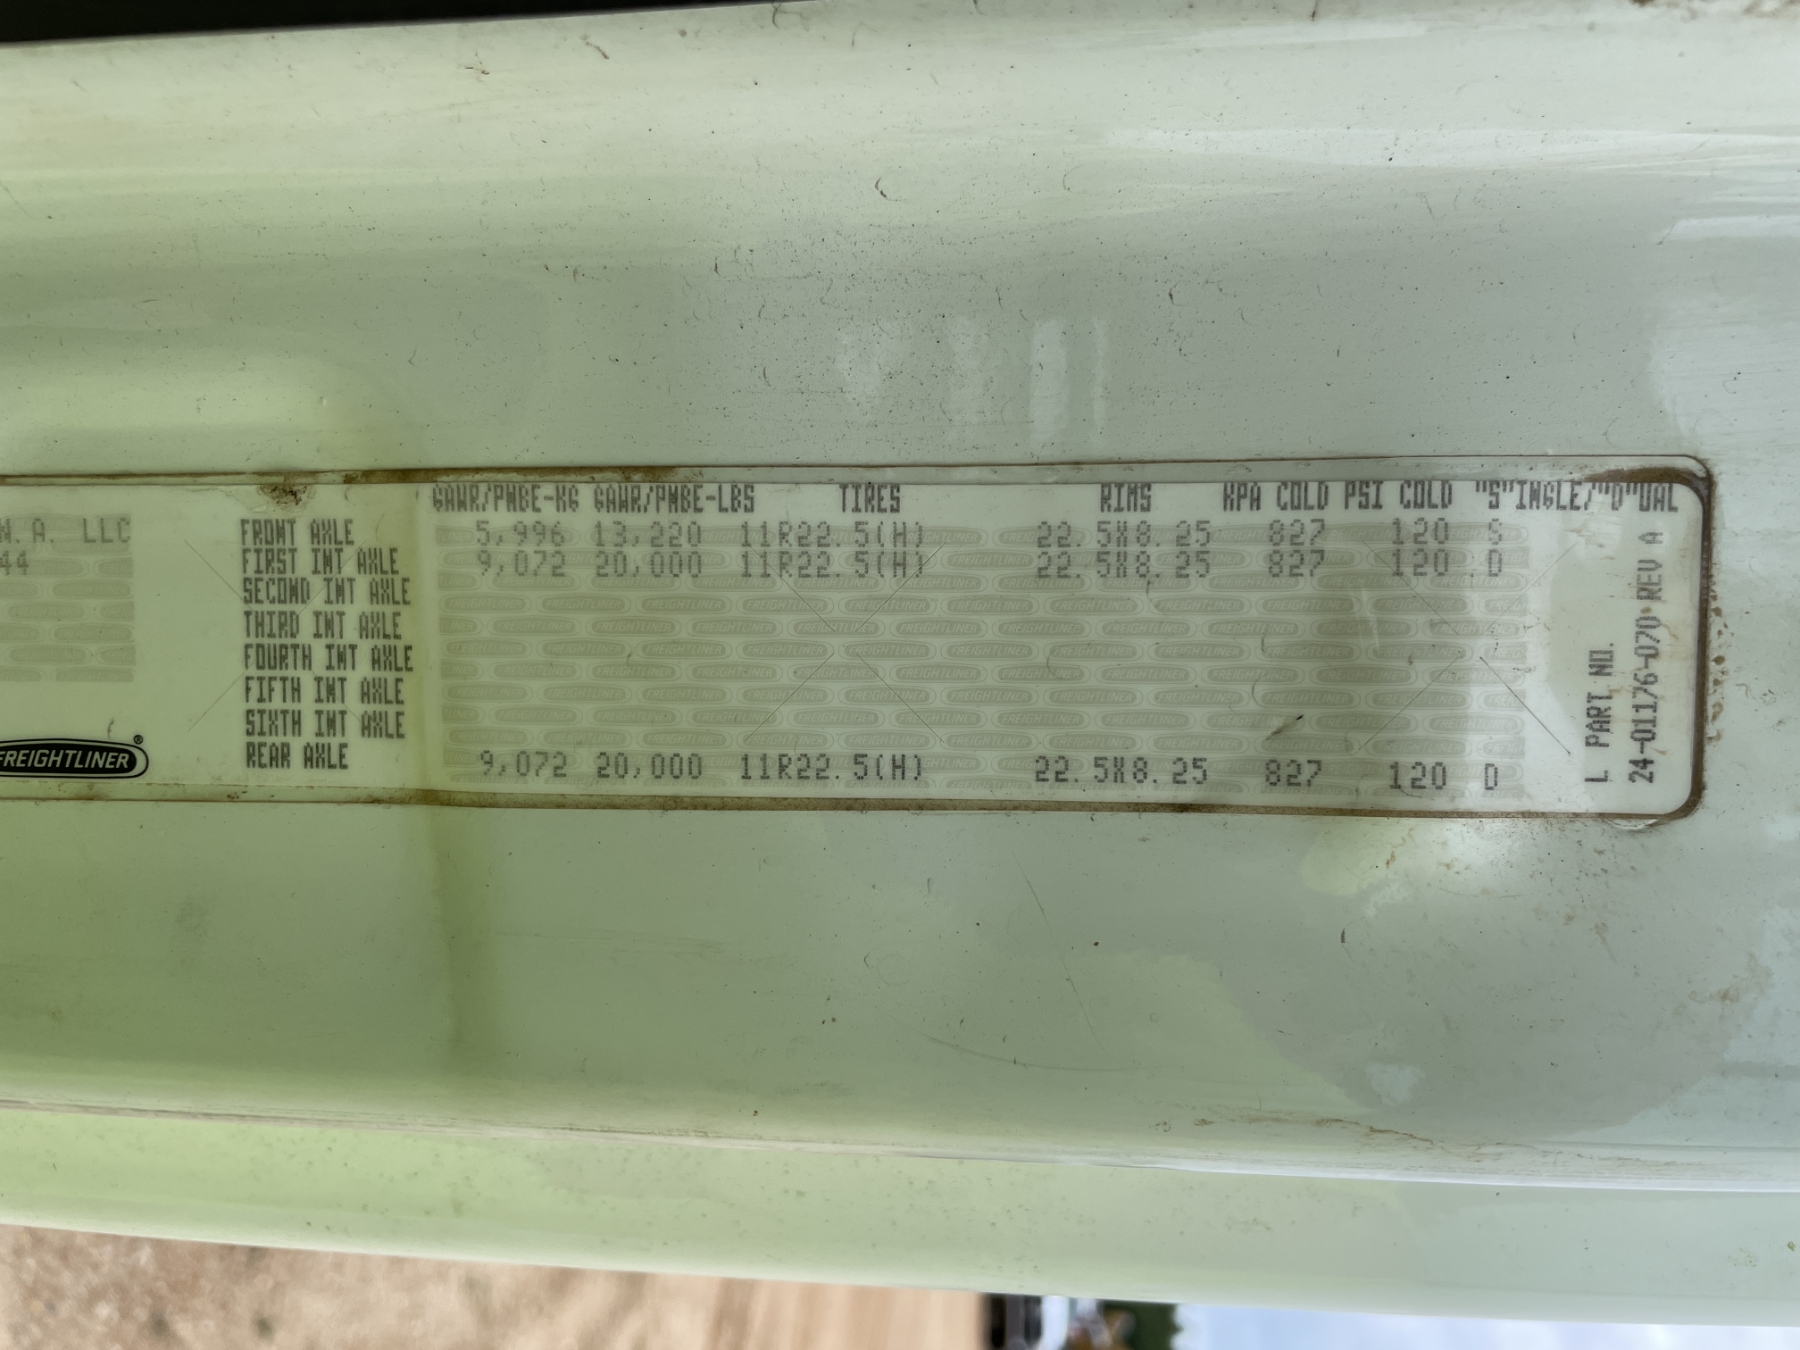 GAWR/PNBE-KG GAWR/PNBE-LBS TIRES RIMS KPA COLD PSI COLD "S"INGLE/"D"UAL
N.A. LLC
44
FRONT AXLE 5,996 13,220 11R22.5(H) 22.5X8.25 827 120 S
FIRST INT AXLE 9,072 20,000 11R22.5(H) 22.5X8.25 827 120 D
SECOND INT AXLE
THIRD INT AXLE
FOURTH INT AXLE
FIFTH INT AXLE
SIXTH INT AXLE
REAR AXLE 9,072 20,000 11R22.5(H) 22.5X8.25 827 120 D
FREIGHTLINER®
L PART NO.
24-01176-070 REV A